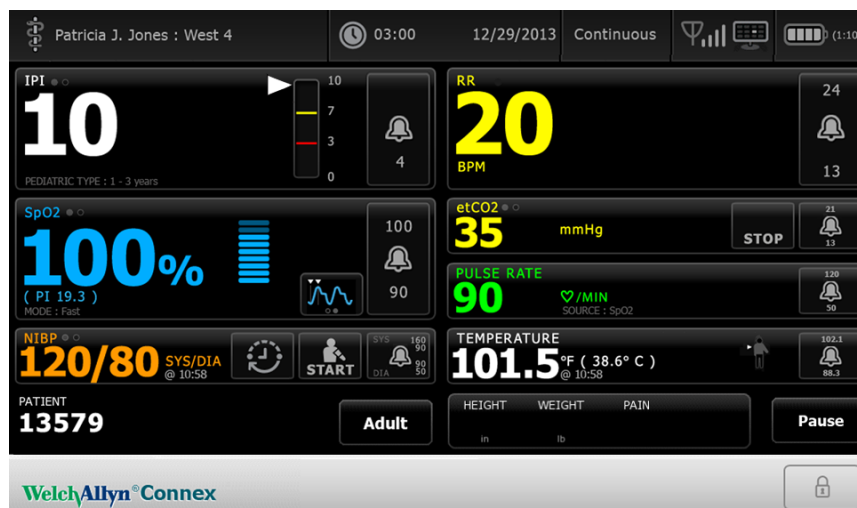 Patricia J. Jones : West 4
03:00
12/29/2013
Continuous
(1:10
IPI
10
10
7
3
0
4
PEDIATRIC TYPE : 1 - 3 years
RR
20
BPM
24
13
SpO2
100%
( PI 19.3 )
MODE : Fast
100
90
etCO2
35
mmHg
STOP
21
13
PULSE RATE
90
/MIN
SOURCE : SpO2
120
50
NIBP
120/80
SYS/DIA
@ 10:58
START
SYS 160
90
90
DIA 50
TEMPERATURE
101.5
°F ( 38.6° C )
@ 10:58
102.1
88.3
PATIENT
13579
Adult
HEIGHT WEIGHT PAIN
in lb
Pause
WelchAllyn®Connex